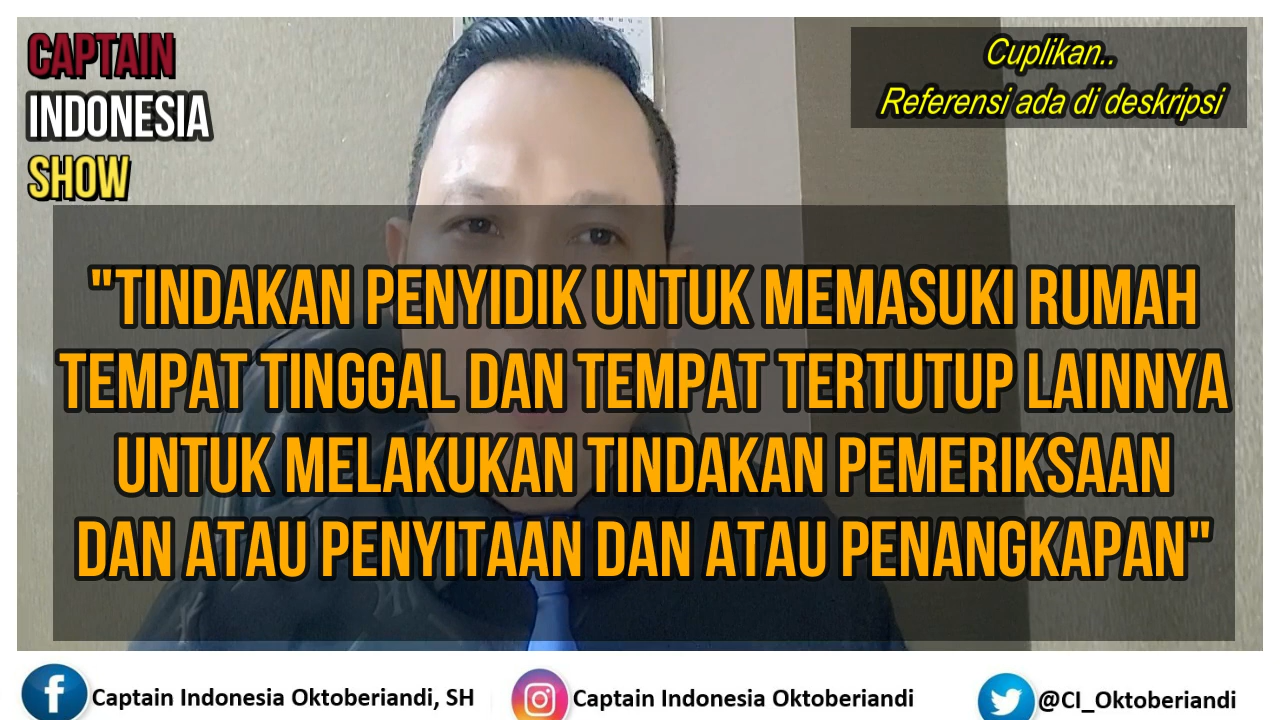 CAPTAIN
INDONESIA
SHOW
Cuplikan..
Referensi ada di deskripsi
"TINDAKAN PENYIDIK UNTUK MEMASUKI RUMAH
TEMPAT TINGGAL DAN TEMPAT TERTUTUP LAINNYA
UNTUK MELAKUKAN TINDAKAN PEMERIKSAAN
DAN ATAU PENYITAAN DAN ATAU PENANGKAPAN"
Captain Indonesia Oktoberiandi, SH
Captain Indonesia Oktoberiandi
@CI_Oktoberiandi